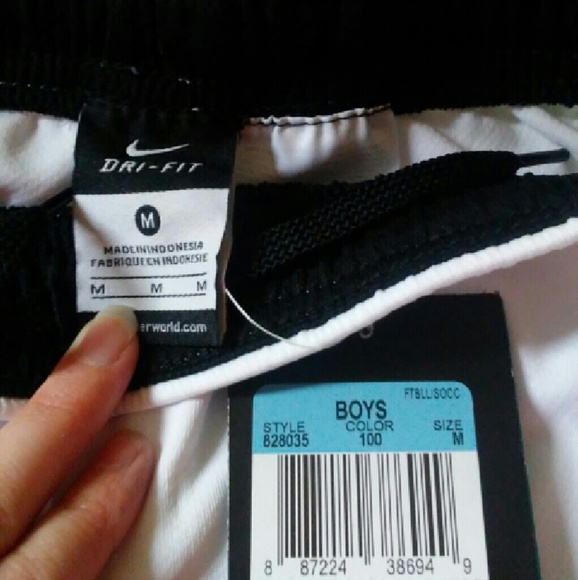 DRI-FIT
M
MADE IN INDONESIA
FABRIQUE EN INDONESIE
M M M
erworld.com
FTBLL/SOCC
BOYS
STYLE COLOR SIZE
828035 100 M
8 87224 38694 9